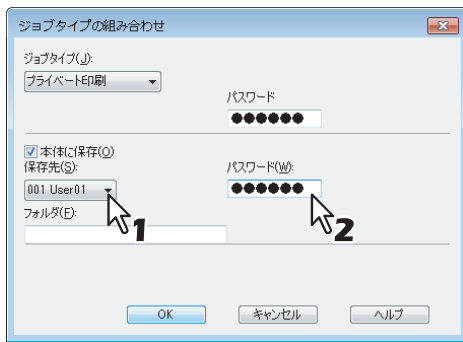 ジョブタイプの組み合わせ
ジョブタイプ(J):
プライベート印刷
パスワード
●●●●●●
本体に保存(O)
保存先(S):
パスワード(W):
001 User01
●●●●●●
1
2
フォルダ(F):
OK
キャンセル
ヘルプ